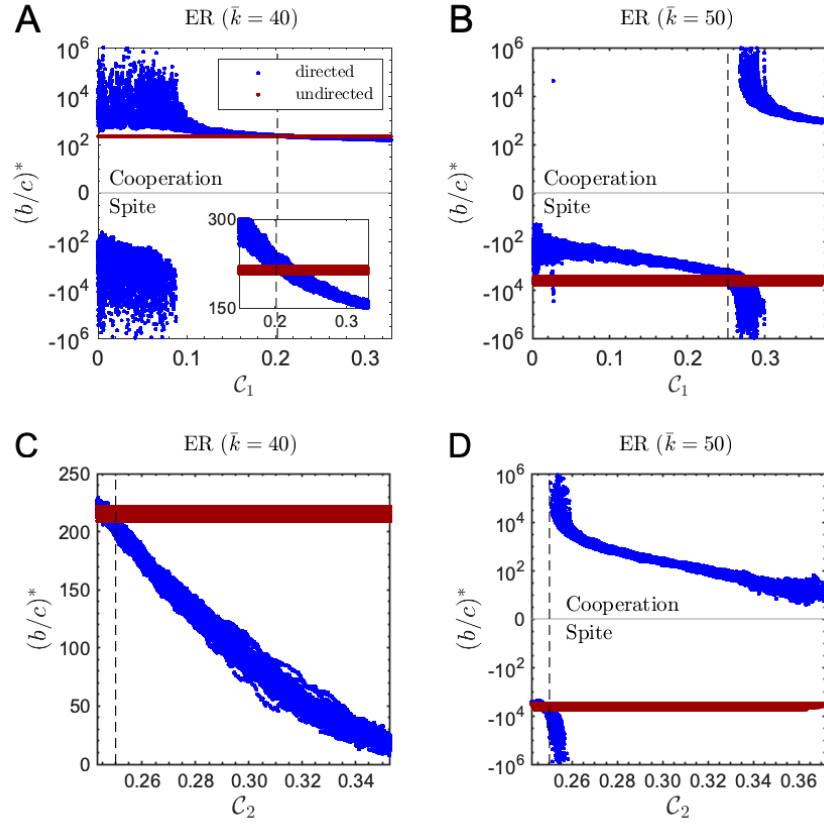 A
ER (k̄ = 40)
10^6
10^4
10^2
0
-10^2
-10^4
-10^6
(b/c)*
directed
undirected
Cooperation
Spite
300
150
0.2
0.3
0
0.1
0.2
0.3
C_1
B
ER (k̄ = 50)
10^6
10^4
10^2
0
-10^2
-10^4
-10^6
(b/c)*
Cooperation
Spite
0
0.1
0.2
0.3
C_1
C
ER (k̄ = 40)
250
200
150
100
50
0
(b/c)*
0.26
0.28
0.30
0.32
0.34
C_2
D
ER (k̄ = 50)
10^6
10^4
10^2
0
-10^2
-10^4
-10^6
(b/c)*
Cooperation
Spite
0.26
0.28
0.30
0.32
0.34
0.36
C_2